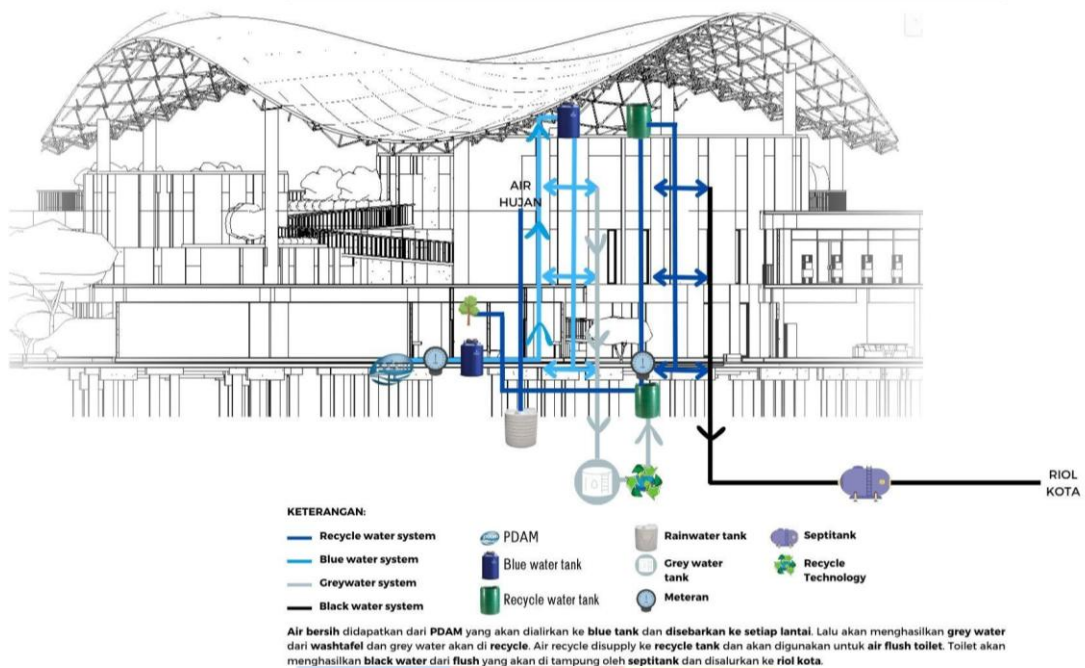 AIR
HUJAN
RIOL
KOTA
KETERANGAN:
Recycle water system
Blue water system
Greywater system
Black water system
PDAM
Blue water tank
Recycle water tank
Rainwater tank
Grey water
tank
Meteran
Septitank
Recycle
Technology
Air bersih didapatkan dari PDAM yang akan dialirkan ke blue tank dan disebarkan ke setiap lantai. Lalu akan menghasilkan grey water
dari washtafel dan grey water akan di recycle. Air recycle disupply ke recycle tank dan akan digunakan untuk air flush toilet. Toilet akan
menghasilkan black water dari flush yang akan di tampung oleh septitank dan disalurkan ke riol kota.